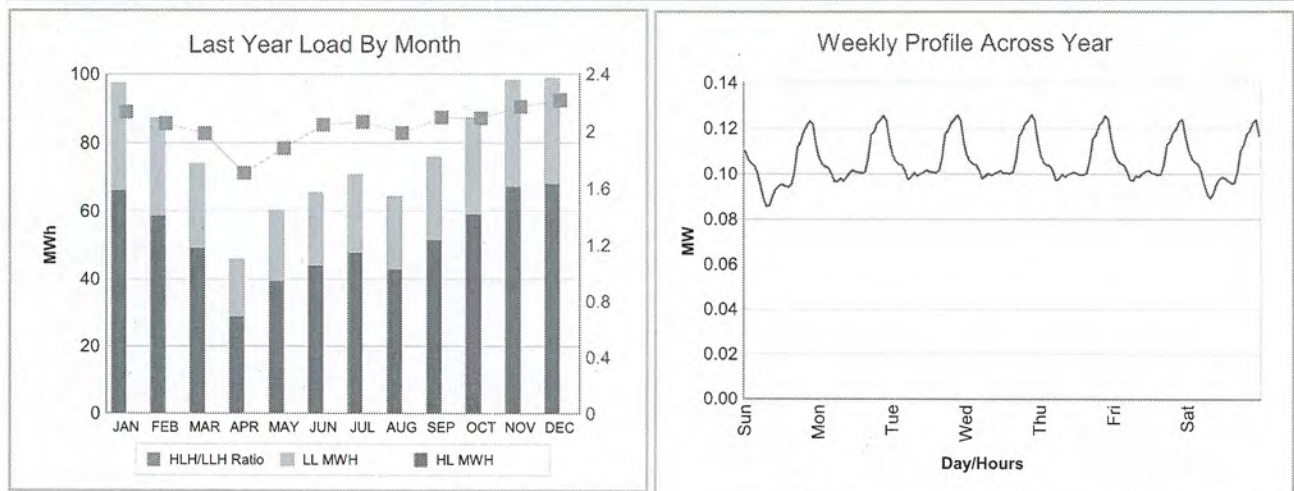 Last Year Load By Month
100
80
60
40
20
0
MWh
2.4
2
1.6
1.2
0.8
0.4
0
JAN FEB MAR APR MAY JUN JUL AUG SEP OCT NOV DEC
HLH/LLH Ratio LL MWH HL MWH
Weekly Profile Across Year
0.14
0.12
0.10
0.08
0.06
0.04
0.02
0.00
MW
Sun Mon Tue Wed Thu Fri Sat
Day/Hours